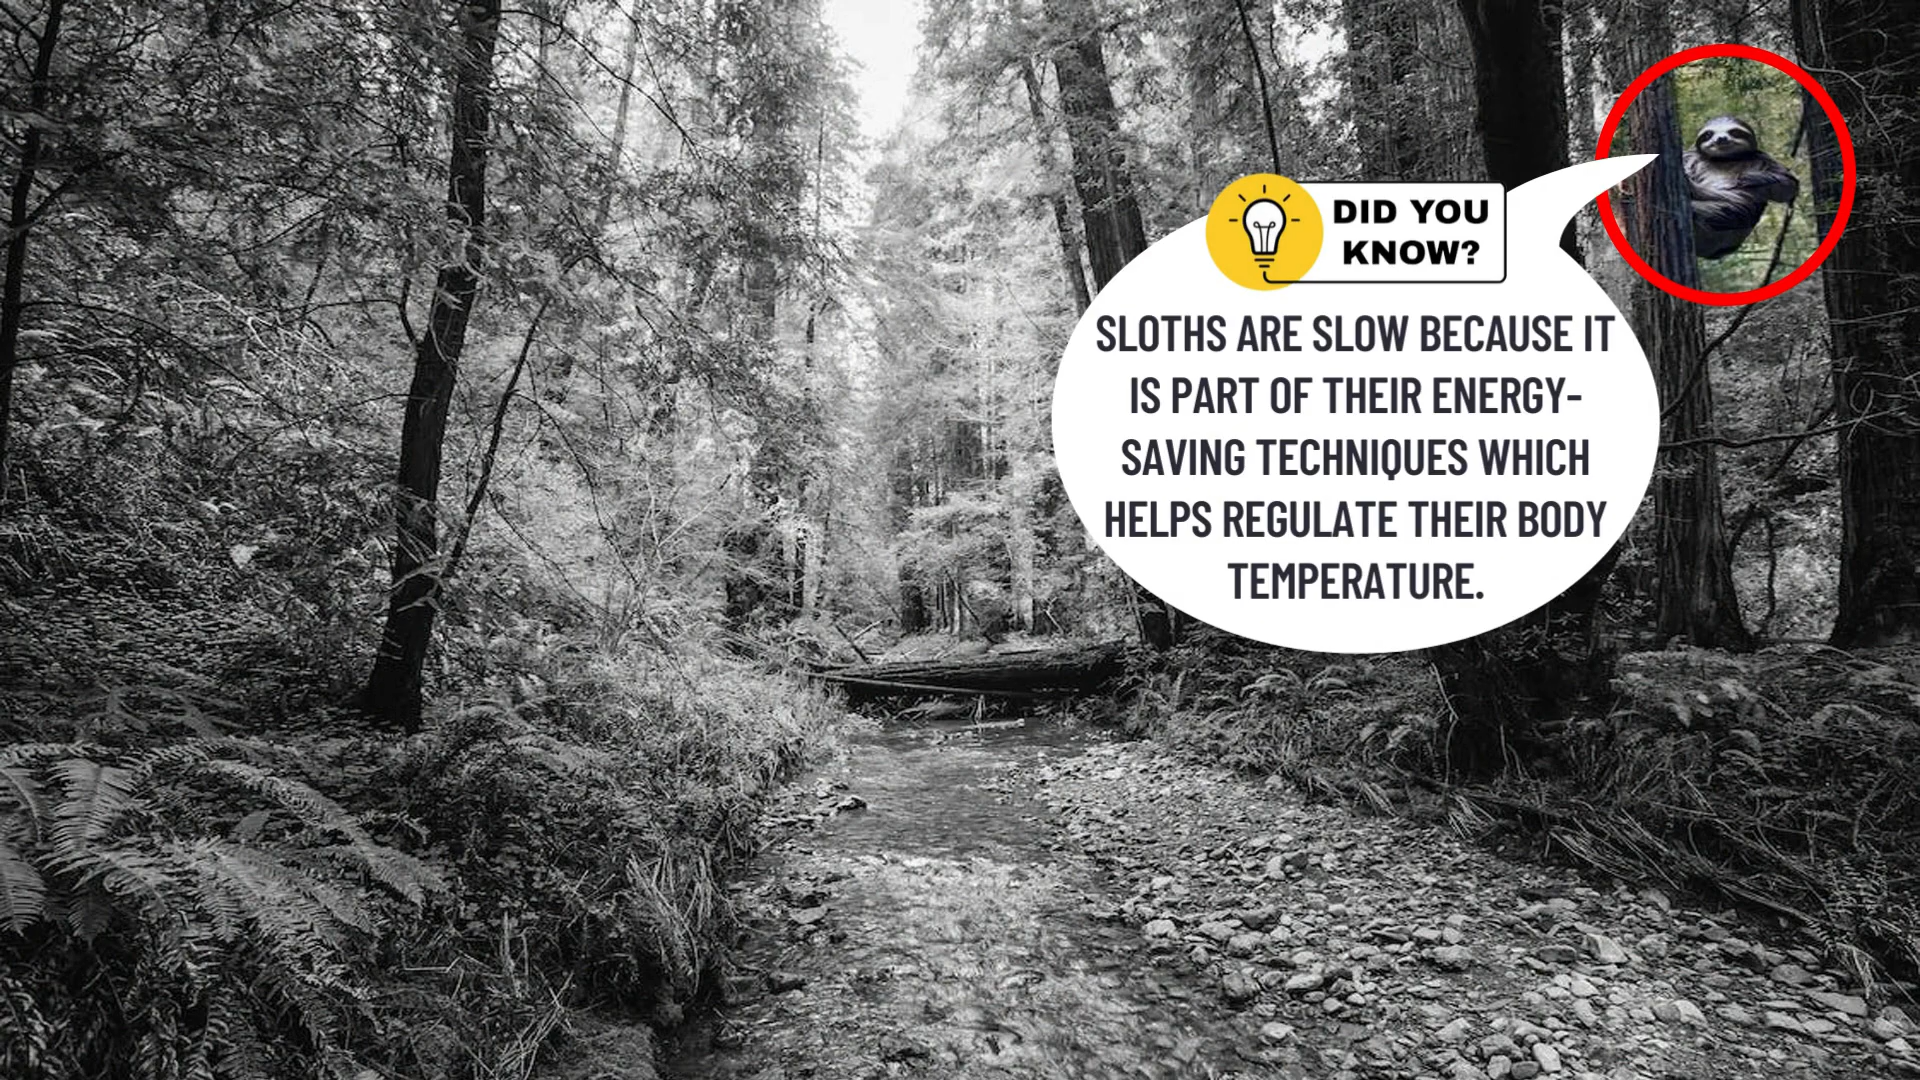 DID YOU
KNOW?
SLOTHS ARE SLOW BECAUSE IT
IS PART OF THEIR ENERGY-
SAVING TECHNIQUES WHICH
HELPS REGULATE THEIR BODY
TEMPERATURE.